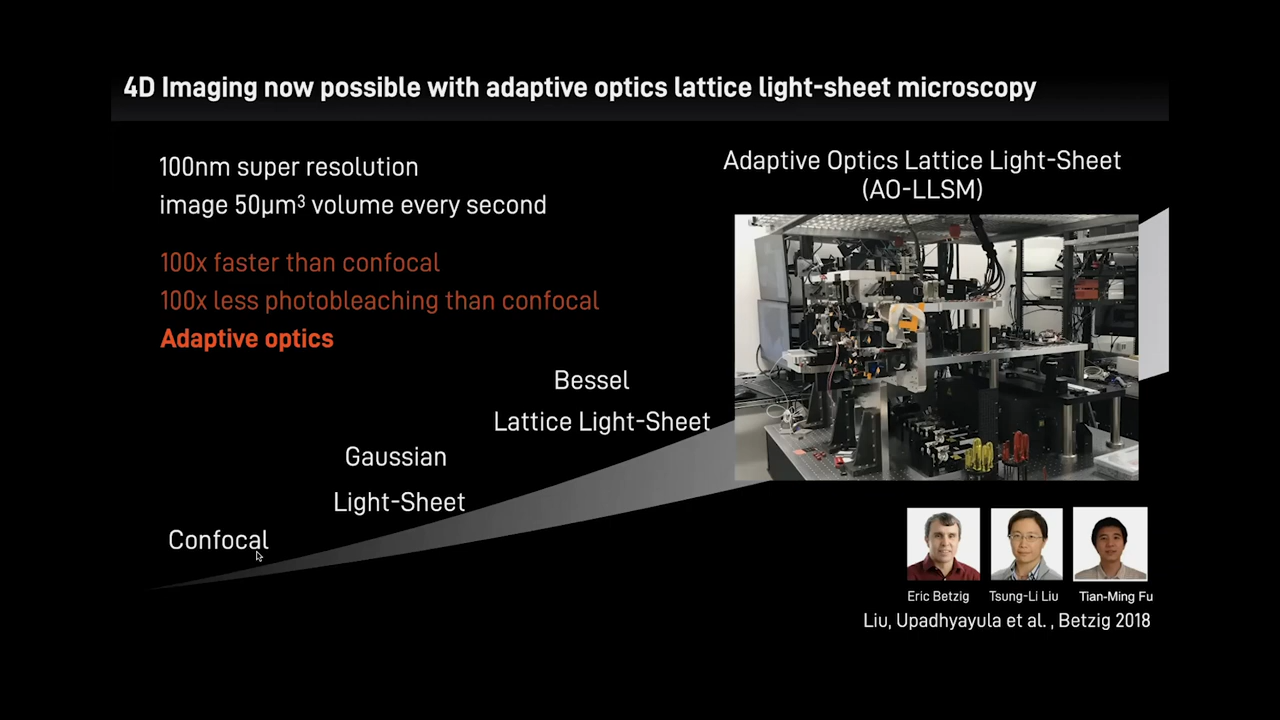 4D Imaging now possible with adaptive optics lattice light-sheet microscopy
100nm super resolution
image 50µm³ volume every second
100x faster than confocal
100x less photobleaching than confocal
Adaptive optics
Adaptive Optics Lattice Light-Sheet
(AO-LLSM)
Bessel
Lattice Light-Sheet
Gaussian
Light-Sheet
Confocal
Eric Betzig
Tsung-Li Liu
Tian-Ming Fu
Liu, Upadhyayula et al. , Betzig 2018